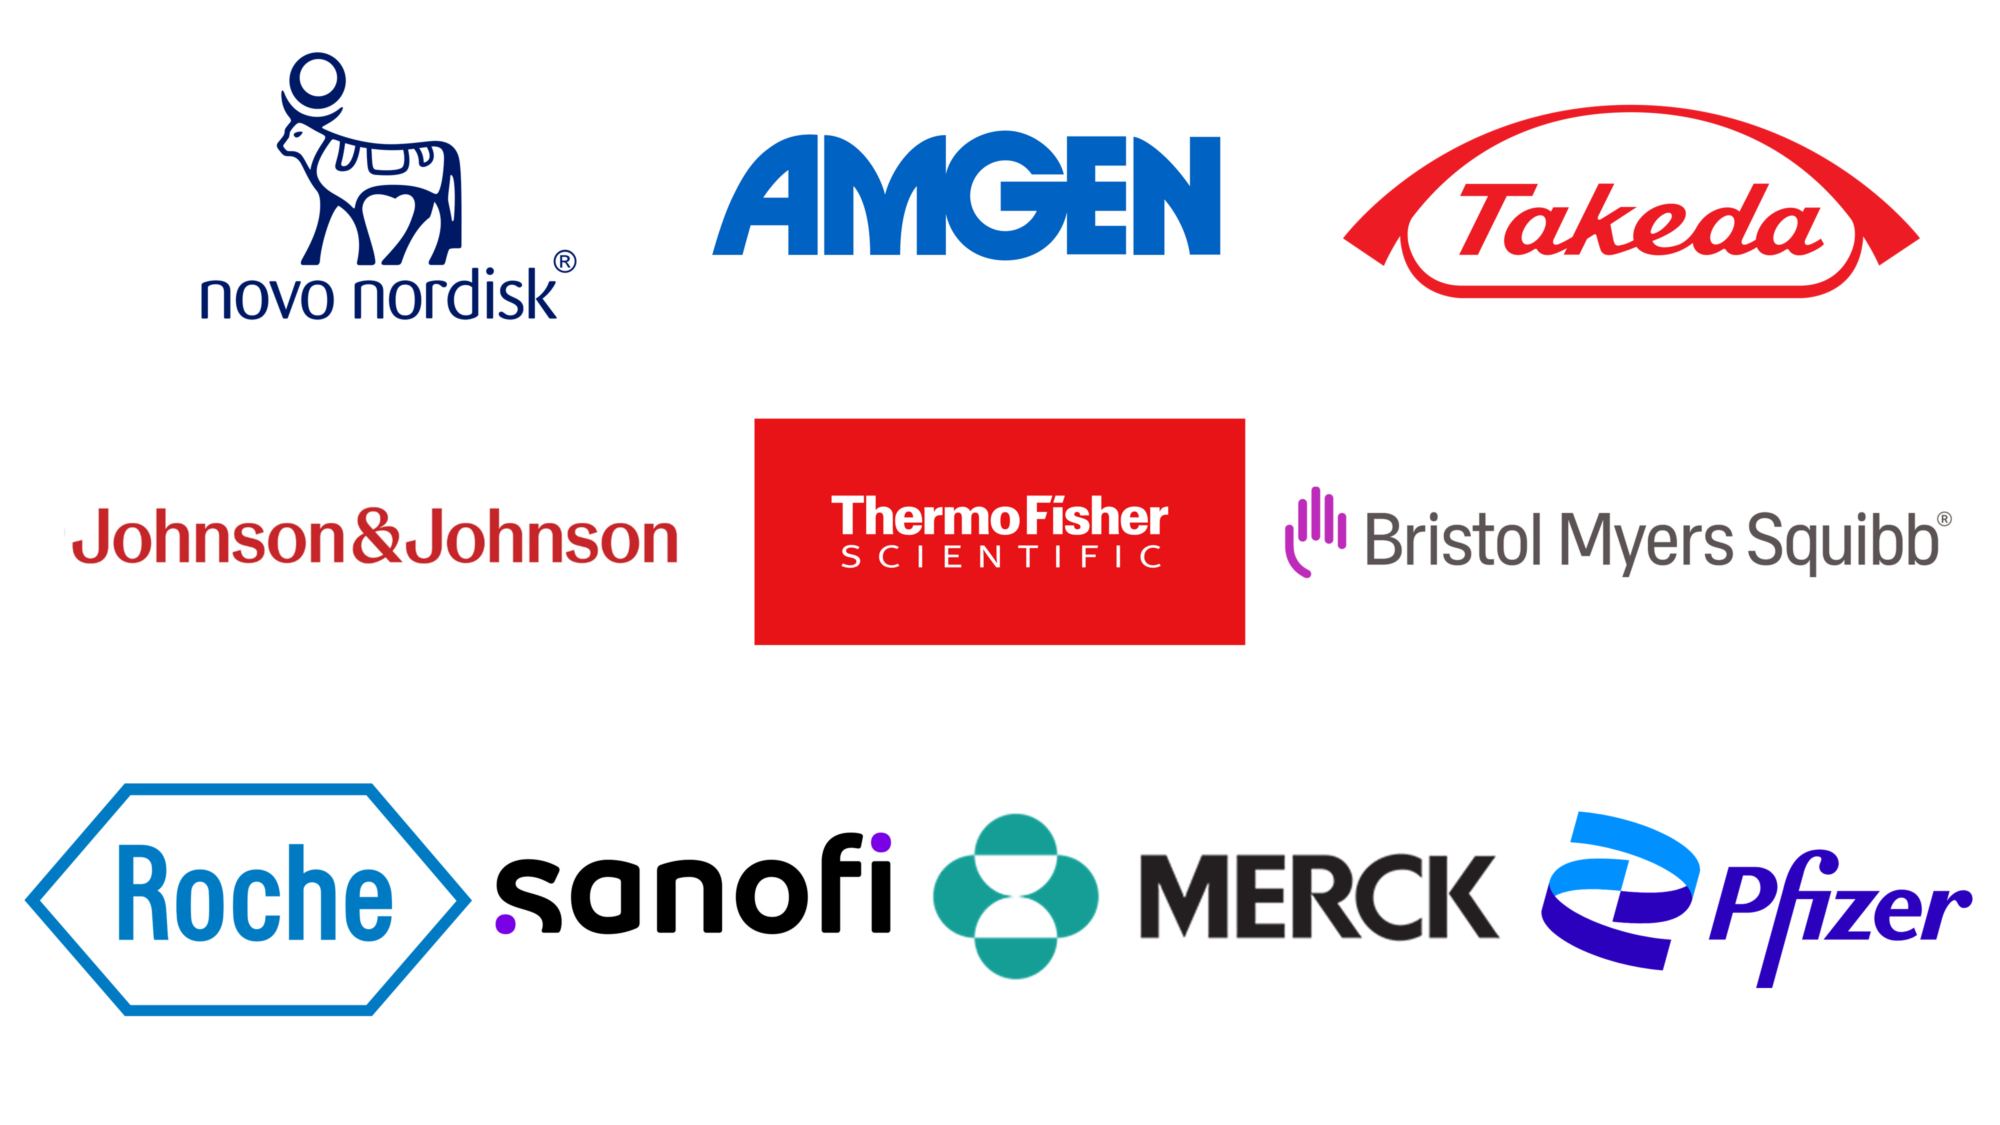 novo nordisk®
AMGEN
Takeda
Johnson&Johnson
ThermoFisher
SCIENTIFIC
Bristol Myers Squibb®
Roche
sanofi
MERCK
Pfizer